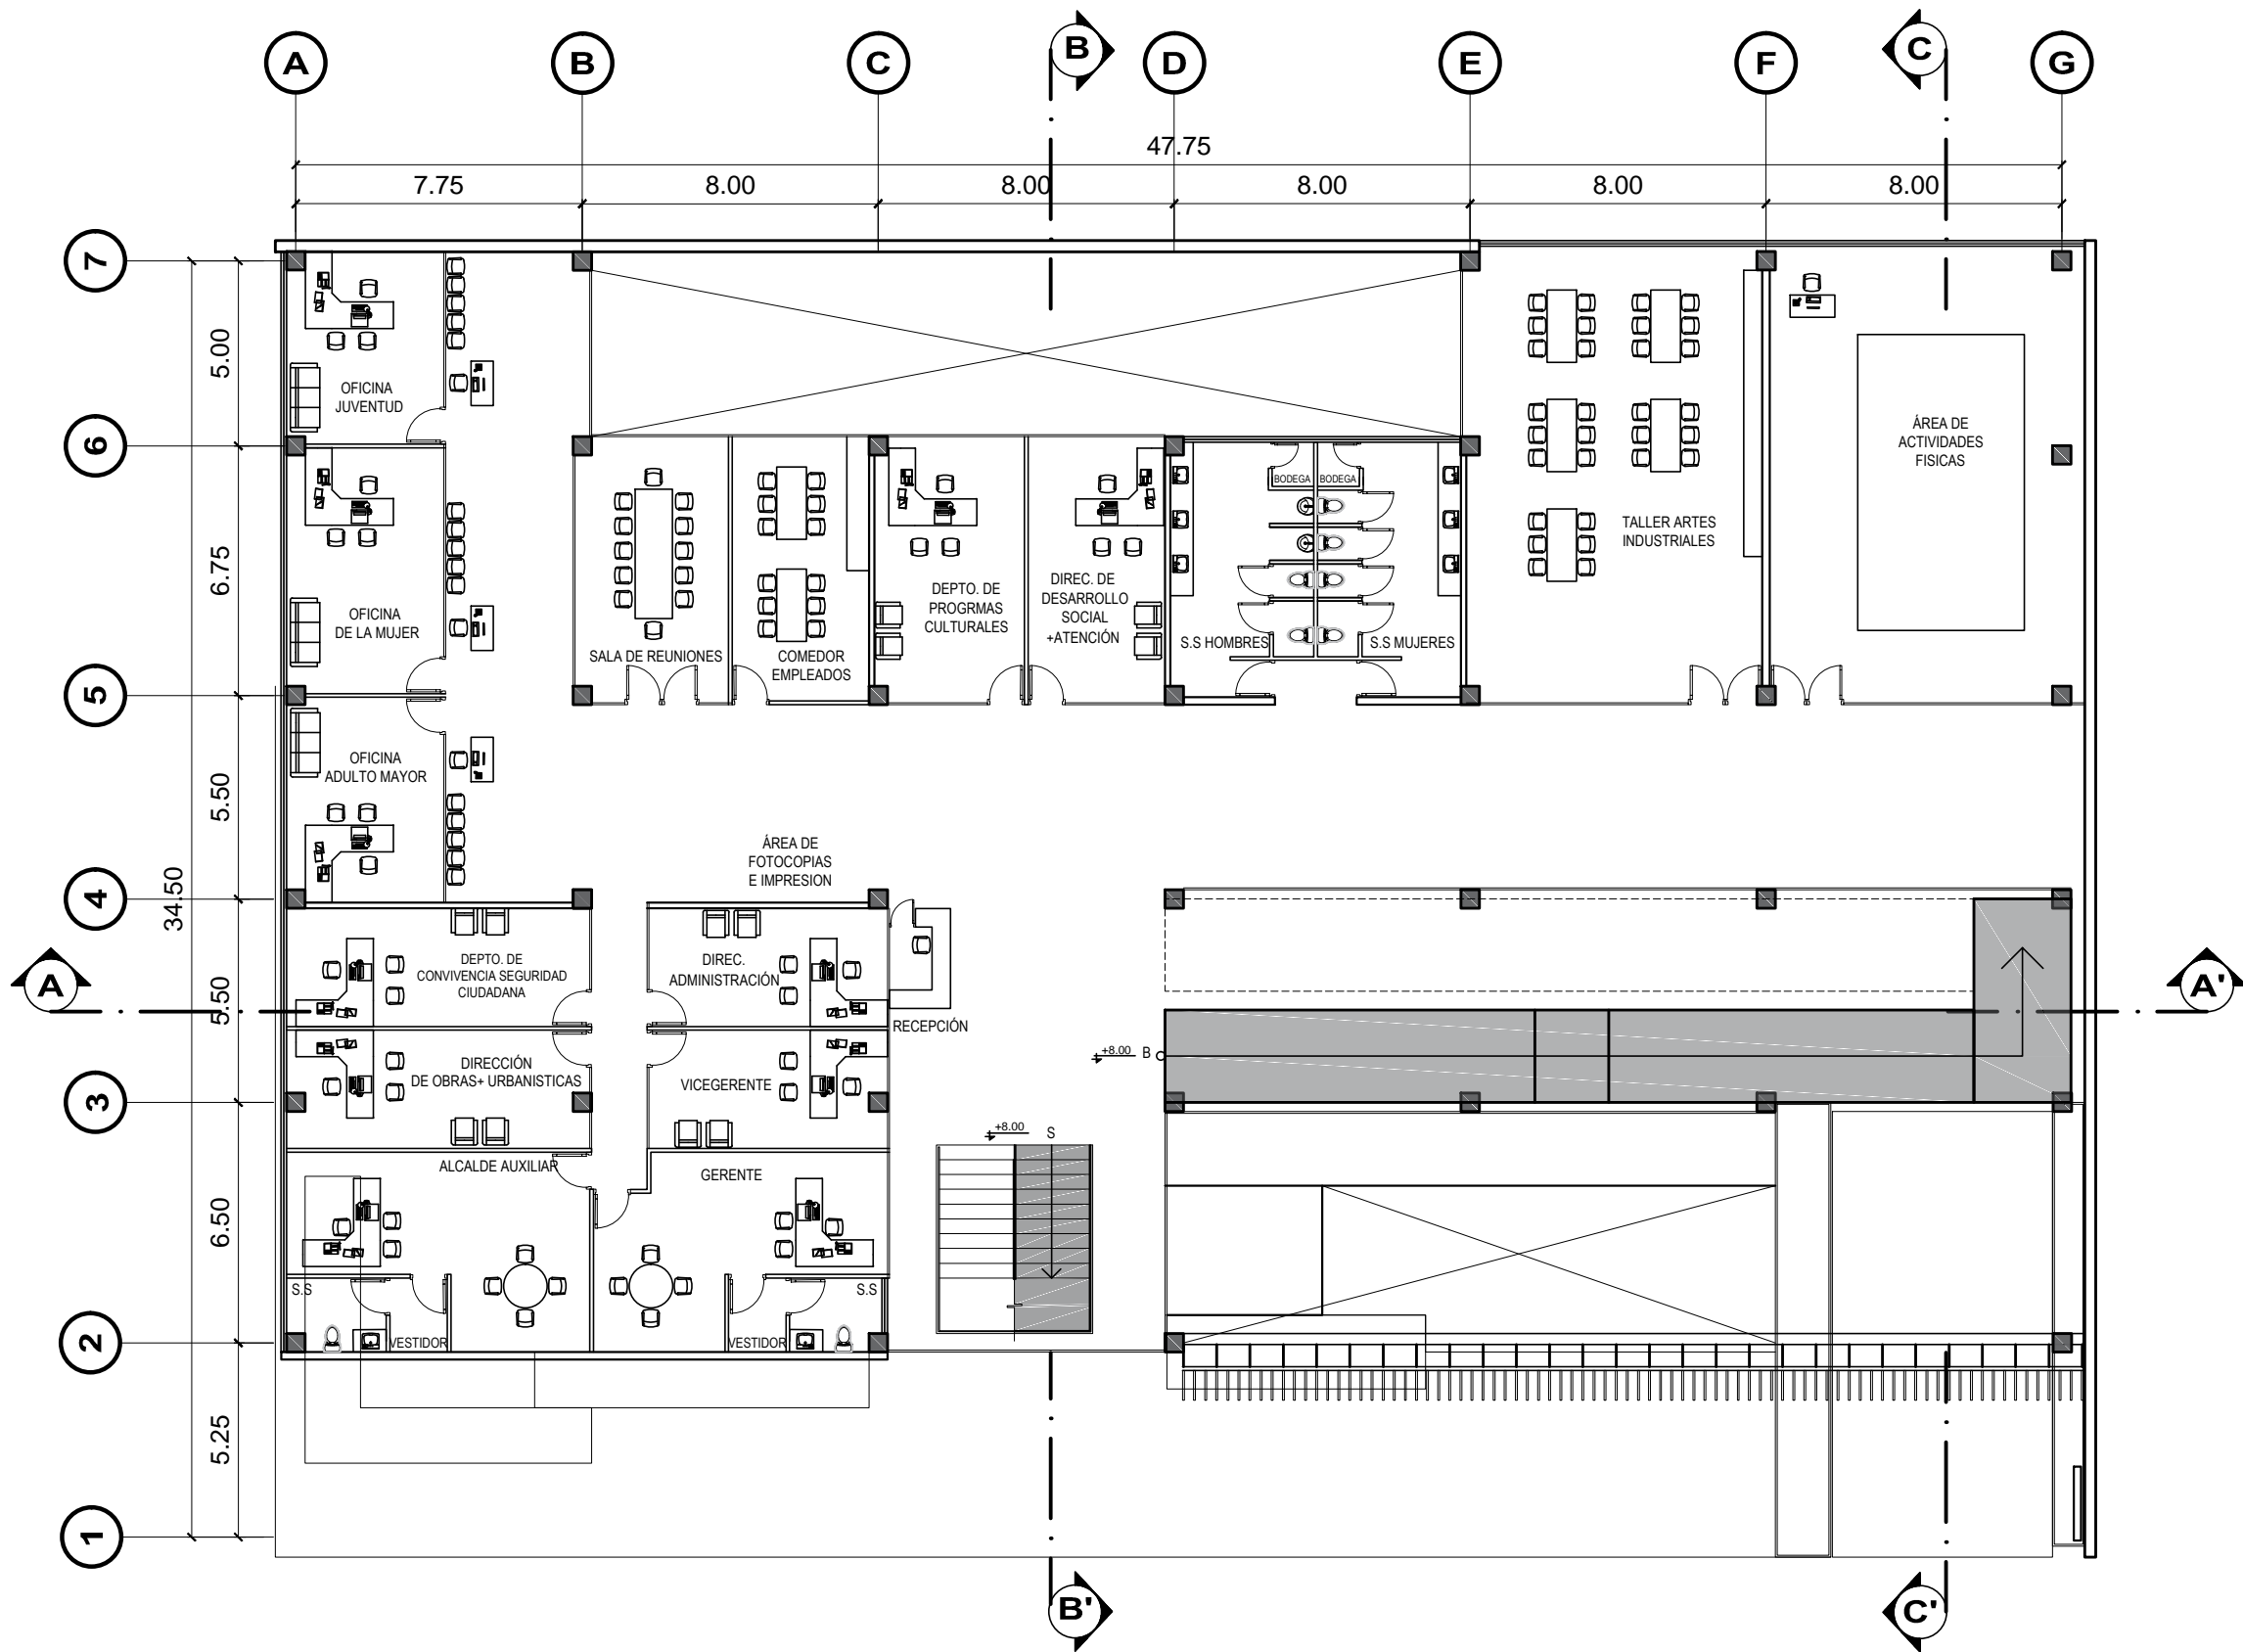 A
B
C
B
D
E
F
C
G
47.75
7.75
8.00
8.00
8.00
8.00
8.00
7
6
5
4
3
2
1
5.00
6.75
5.50
5.50
6.50
5.25
34.50
OFICINA
JUVENTUD
OFICINA
DE LA MUJER
OFICINA
ADULTO MAYOR
SALA DE REUNIONES
COMEDOR
EMPLEADOS
DEPTO. DE
PROGRMAS
CULTURALES
DIREC. DE
DESARROLLO
SOCIAL
+ATENCIÓN
BODEGA
BODEGA
S.S HOMBRES
S.S MUJERES
TALLER ARTES
INDUSTRIALES
ÁREA DE
ACTIVIDADES
FISICAS
ÁREA DE
FOTOCOPIAS
E IMPRESION
DEPTO. DE
CONVIVENCIA SEGURIDAD
CIUDADANA
DIREC.
ADMINISTRACIÓN
RECEPCIÓN
DIRECCIÓN
DE OBRAS+ URBANISTICAS
VICEGERENTE
ALCALDE AUXILIAR
GERENTE
S.S
VESTIDOR
VESTIDOR
S.S
+8.00
S
+8.00
B
A
A'
B'
C'